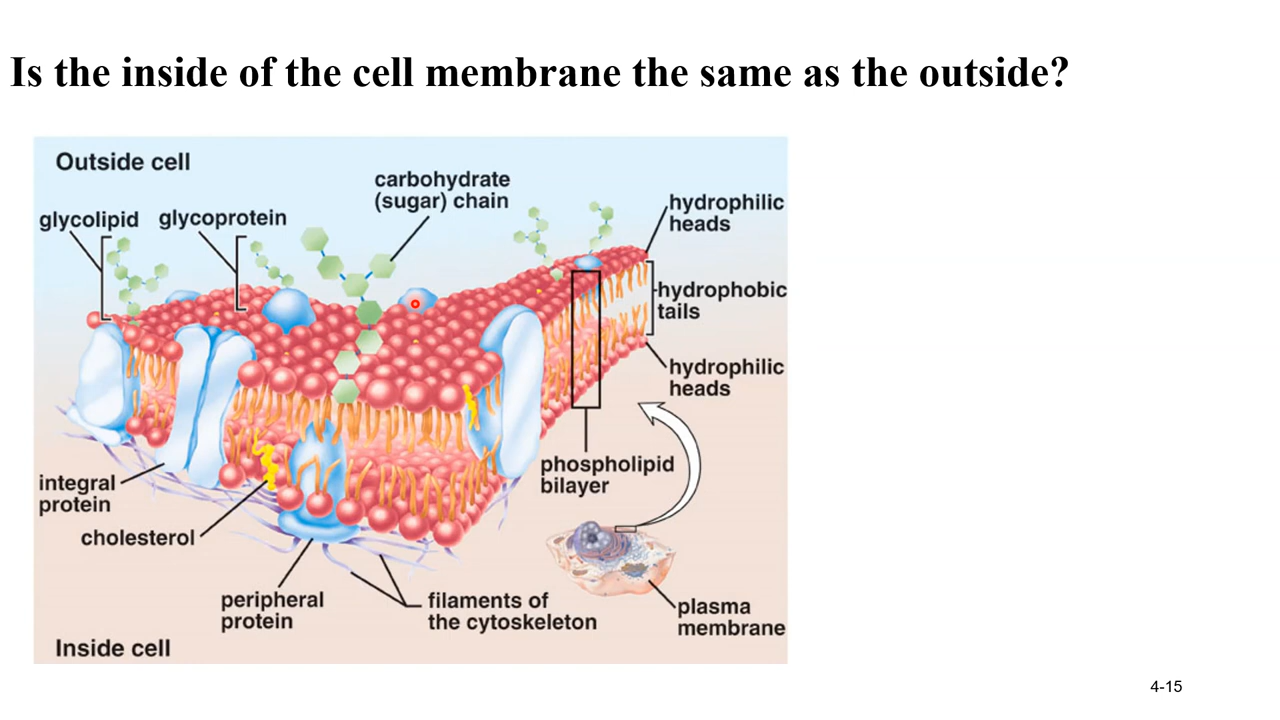 Is the inside of the cell membrane the same as the outside?
Outside cell
carbohydrate
(sugar) chain
glycolipid
glycoprotein
hydrophilic
heads
hydrophobic
tails
hydrophilic
heads
phospholipid
bilayer
integral
protein
cholesterol
peripheral
protein
filaments of
the cytoskeleton
plasma
membrane
Inside cell
4-15